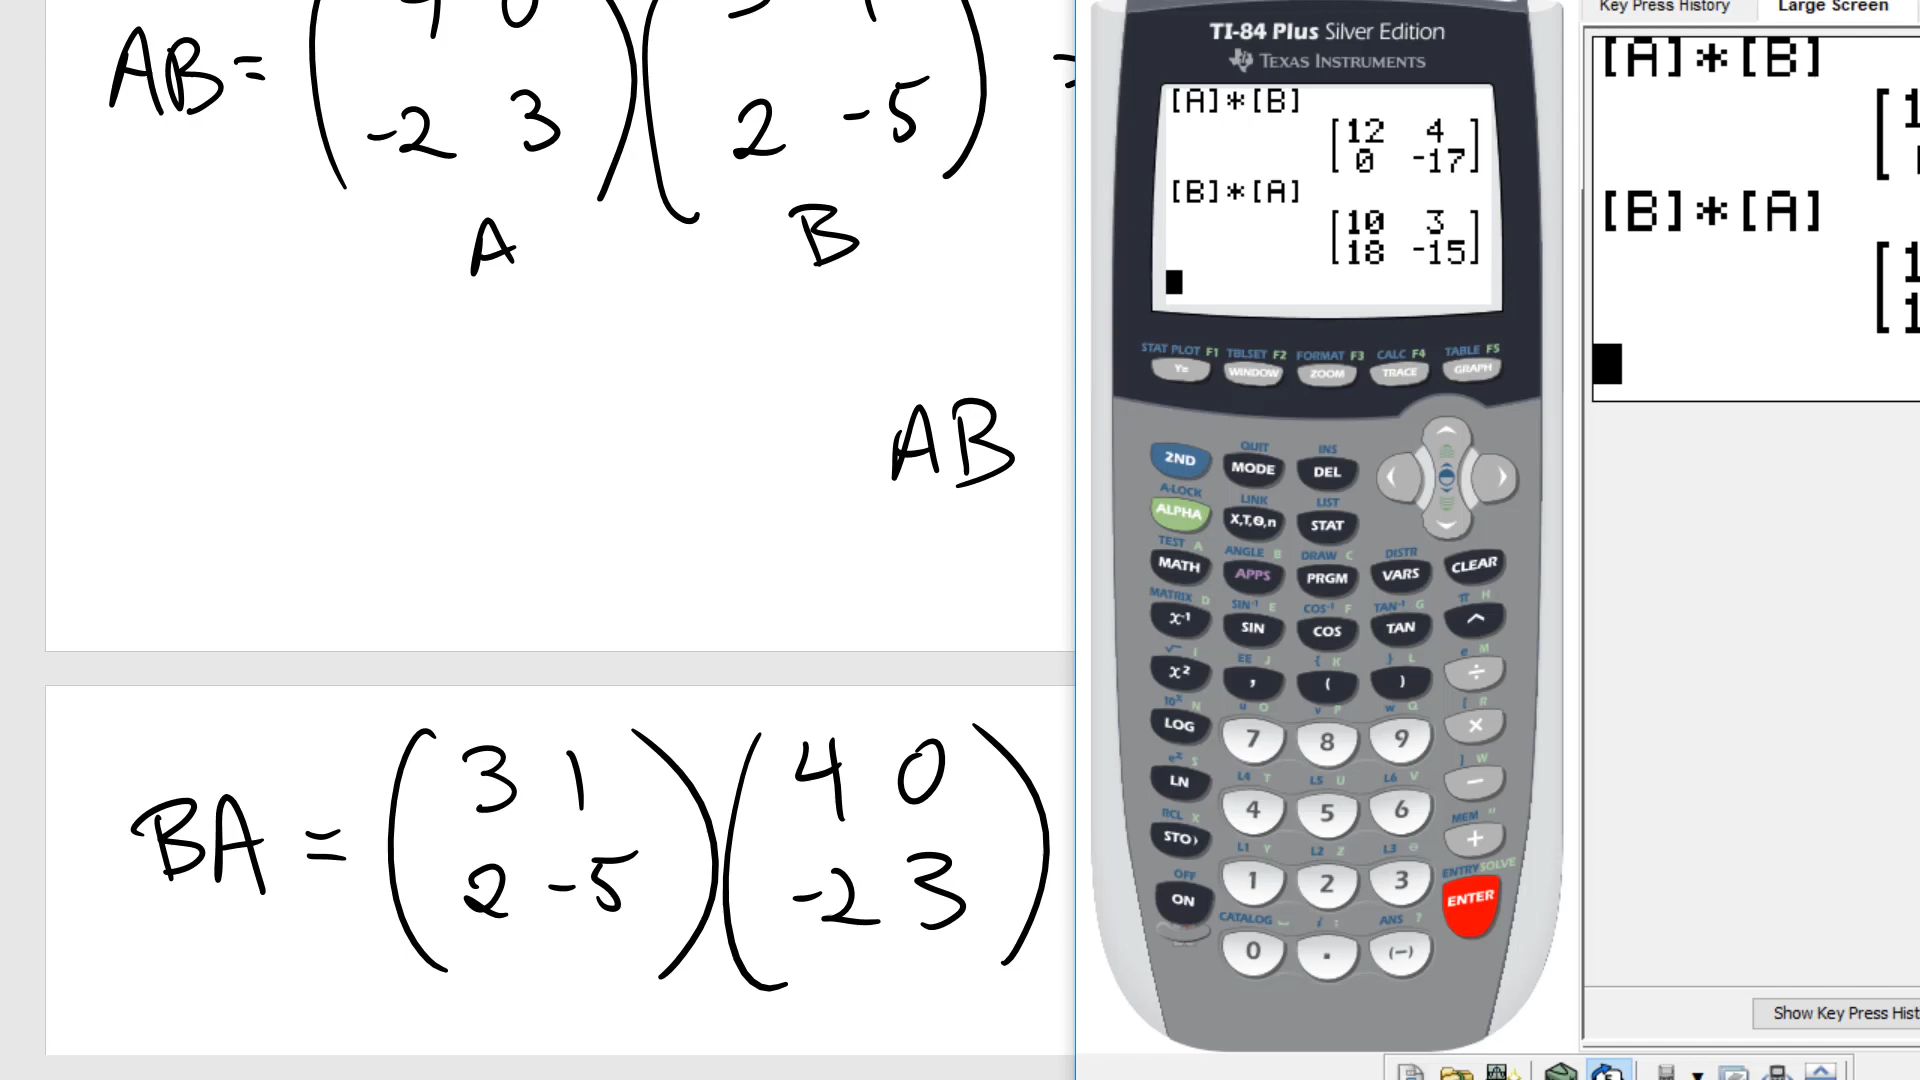 AB = ( 4 0 ) ( 3 1 ) =
( -2 3 ) ( 2 -5 )
A B
AB
BA = ( 3 1 ) ( 4 0 )
( 2 -5 ) ( -2 3 )
TI-84 Plus Silver Edition
TEXAS INSTRUMENTS
[A]*[B]
[12 4]
[0 -17]
[B]*[A]
[10 3]
[18 -15]
STAT PLOT F1 TBLSET F2 FORMAT F3 CALC F4 TABLE F5
Y= WINDOW ZOOM TRACE GRAPH
QUIT INS
2ND MODE DEL
A-LOCK LINK LIST
ALPHA X,T,Θ,n STAT
TEST A ANGLE B DRAW C DISTR
MATH APPS PRGM VARS CLEAR
MATRIX D SIN-1 E COS-1 F TAN-1 G π H
x-1 SIN COS TAN ^
√ I EE J { K } L e M
x² , ( ) ÷
10ˣ N u O v P w Q [ R
LOG 7 8 9 ×
eˣ S L4 T L5 U L6 V ] W
LN 4 5 6 −
RCL X L1 Y L2 Z L3 Θ MEM "
STO› 1 2 3 +
OFF ENTRY SOLVE
ON ENTER
CATALOG ⎵ i : ANS ?
0 . (−)
Key Press History Large Screen
[A]*[B]
[1
[B]*[A]
[1
1
Show Key Press Hist